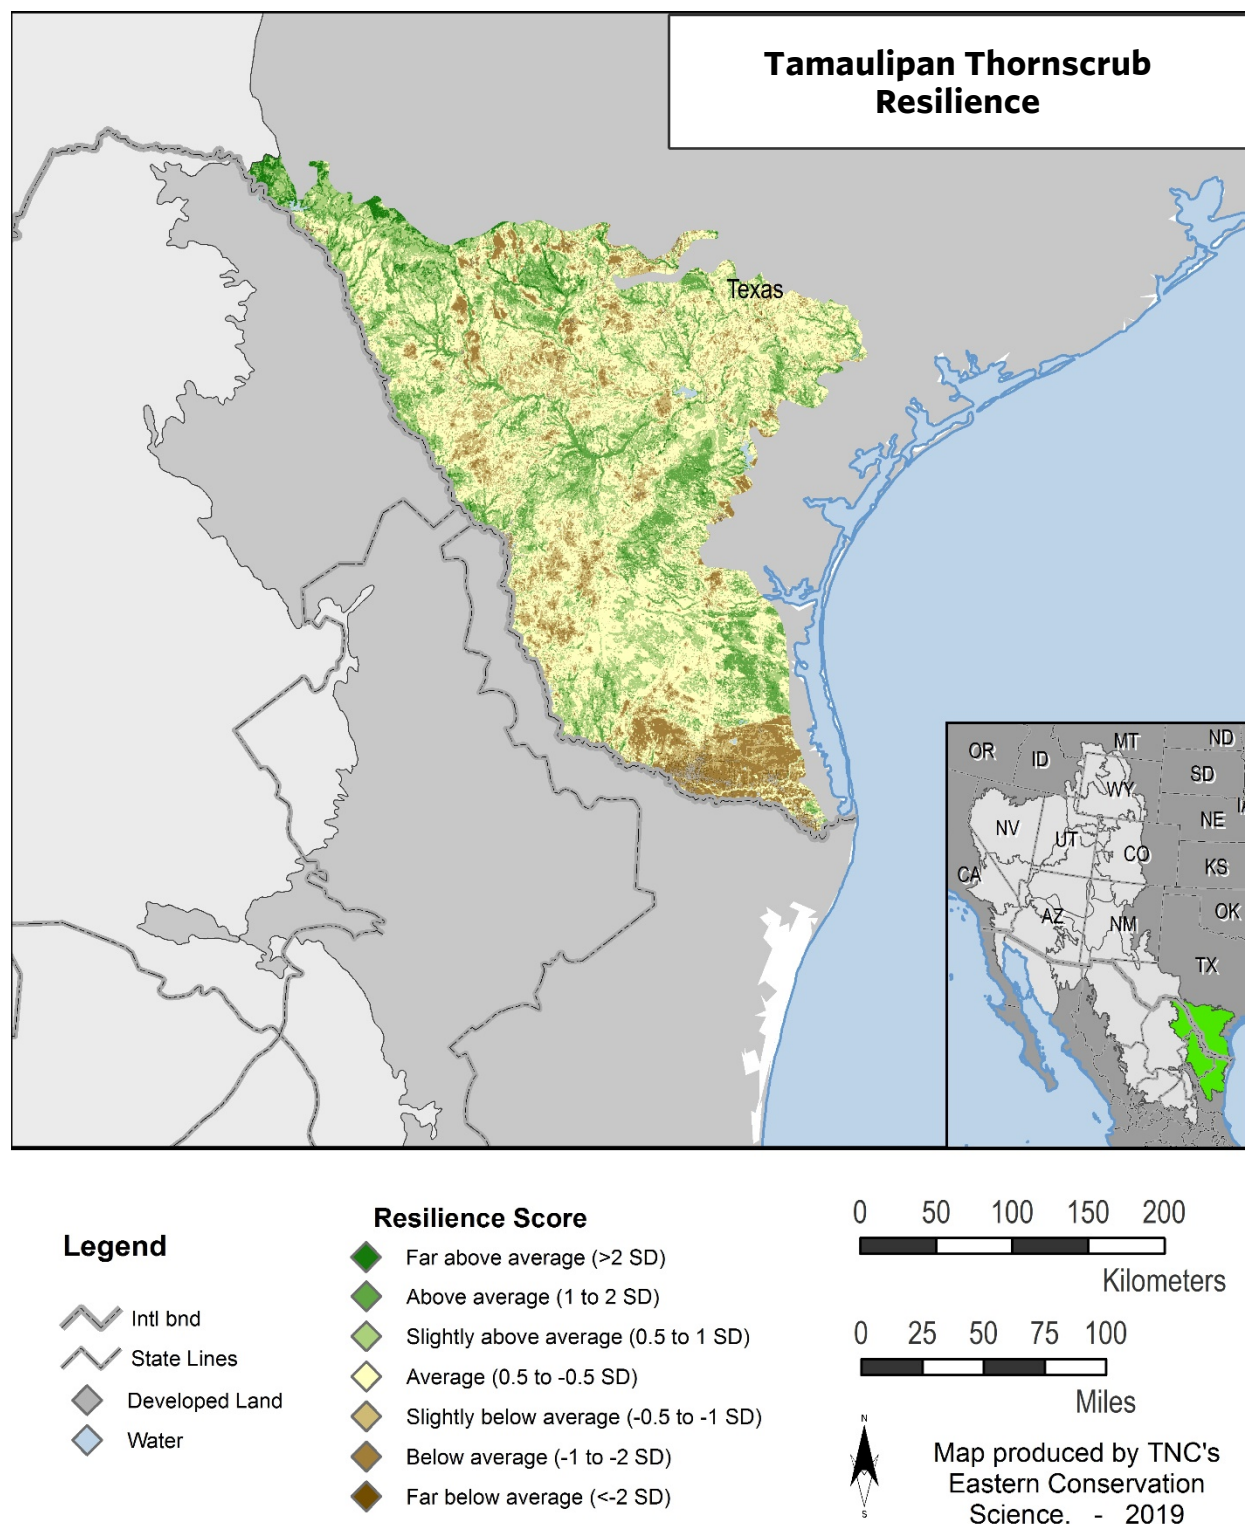 Tamaulipan Thornscrub
Resilience
Texas
OR
ID
MT
ND
SD
WY
NE
NV
UT
CO
KS
CA
AZ
NM
OK
TX
Legend
Intl bnd
State Lines
Developed Land
Water
Resilience Score
Far above average (>2 SD)
Above average (1 to 2 SD)
Slightly above average (0.5 to 1 SD)
Average (0.5 to -0.5 SD)
Slightly below average (-0.5 to -1 SD)
Below average (-1 to -2 SD)
Far below average (<-2 SD)
0 50 100 150 200
Kilometers
0 25 50 75 100
Miles
N
S
Map produced by TNC's
Eastern Conservation
Science. - 2019